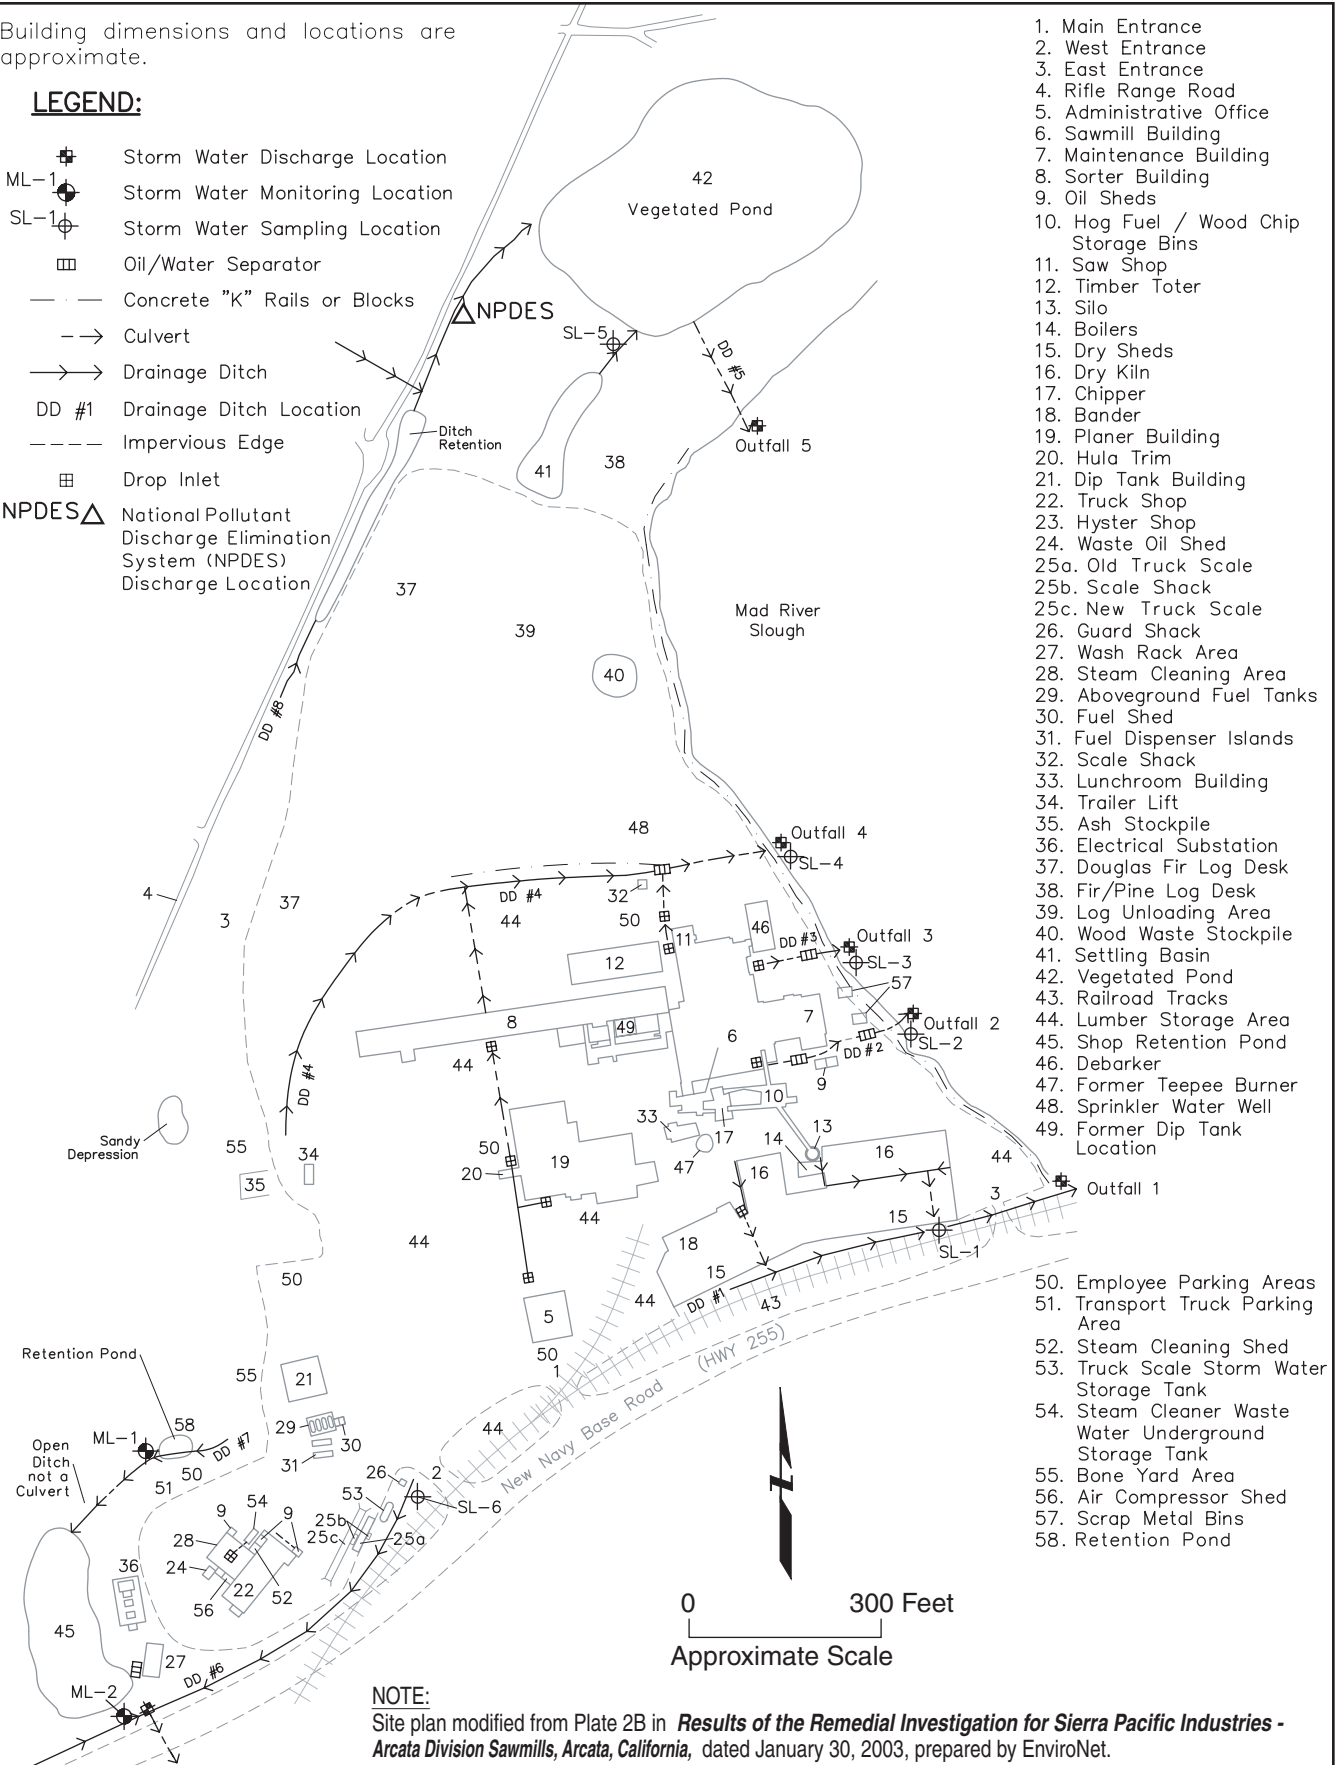 Building dimensions and locations are
approximate.
LEGEND:
Storm Water Discharge Location
ML-1
Storm Water Monitoring Location
SL-1
Storm Water Sampling Location
Oil/Water Separator
Concrete "K" Rails or Blocks
Culvert
Drainage Ditch
DD #1 Drainage Ditch Location
Impervious Edge
Drop Inlet
NPDES
National Pollutant
Discharge Elimination
System (NPDES)
Discharge Location
1. Main Entrance
2. West Entrance
3. East Entrance
4. Rifle Range Road
5. Administrative Office
6. Sawmill Building
7. Maintenance Building
8. Sorter Building
9. Oil Sheds
10. Hog Fuel / Wood Chip
Storage Bins
11. Saw Shop
12. Timber Toter
13. Silo
14. Boilers
15. Dry Sheds
16. Dry Kiln
17. Chipper
18. Bander
19. Planer Building
20. Hula Trim
21. Dip Tank Building
22. Truck Shop
23. Hyster Shop
24. Waste Oil Shed
25a. Old Truck Scale
25b. Scale Shack
25c. New Truck Scale
26. Guard Shack
27. Wash Rack Area
28. Steam Cleaning Area
29. Aboveground Fuel Tanks
30. Fuel Shed
31. Fuel Dispenser Islands
32. Scale Shack
33. Lunchroom Building
34. Trailer Lift
35. Ash Stockpile
36. Electrical Substation
37. Douglas Fir Log Desk
38. Fir/Pine Log Desk
39. Log Unloading Area
40. Wood Waste Stockpile
41. Settling Basin
42. Vegetated Pond
43. Railroad Tracks
44. Lumber Storage Area
45. Shop Retention Pond
46. Debarker
47. Former Teepee Burner
48. Sprinkler Water Well
49. Former Dip Tank
Location
50. Employee Parking Areas
51. Transport Truck Parking
Area
52. Steam Cleaning Shed
53. Truck Scale Storm Water
Storage Tank
54. Steam Cleaner Waste
Water Underground
Storage Tank
55. Bone Yard Area
56. Air Compressor Shed
57. Scrap Metal Bins
58. Retention Pond
42
Vegetated Pond
NPDES
SL-5
DD #5
Outfall 5
Ditch
Retention
41
38
37
39
Mad River
Slough
40
DD #8
48
Outfall 4
SL-4
4
3
37
DD #4
32
44
50
11
46
DD #3
Outfall 3
SL-3
12
57
8
49
7
Outfall 2
SL-2
6
DD #2
44
9
10
DD #4
33
17
13
Sandy
Depression
55
34
50
19
20
47
14
16
16
44
35
3
Outfall 1
44
44
18
15
SL-1
50
15
44
DD #1
43
5
50
1
(HWY 255)
New Navy Base Road
Retention Pond
55
21
29
30
31
44
58
ML-1
DD #7
50
51
Open
Ditch
not a
Culvert
26
2
53
SL-6
54
9
9
25b
25c
25a
28
24
36
22
52
56
45
27
DD #6
ML-2
0 300 Feet
Approximate Scale
NOTE:
Site plan modified from Plate 2B in Results of the Remedial Investigation for Sierra Pacific Industries -
Arcata Division Sawmills, Arcata, California, dated January 30, 2003, prepared by EnviroNet.